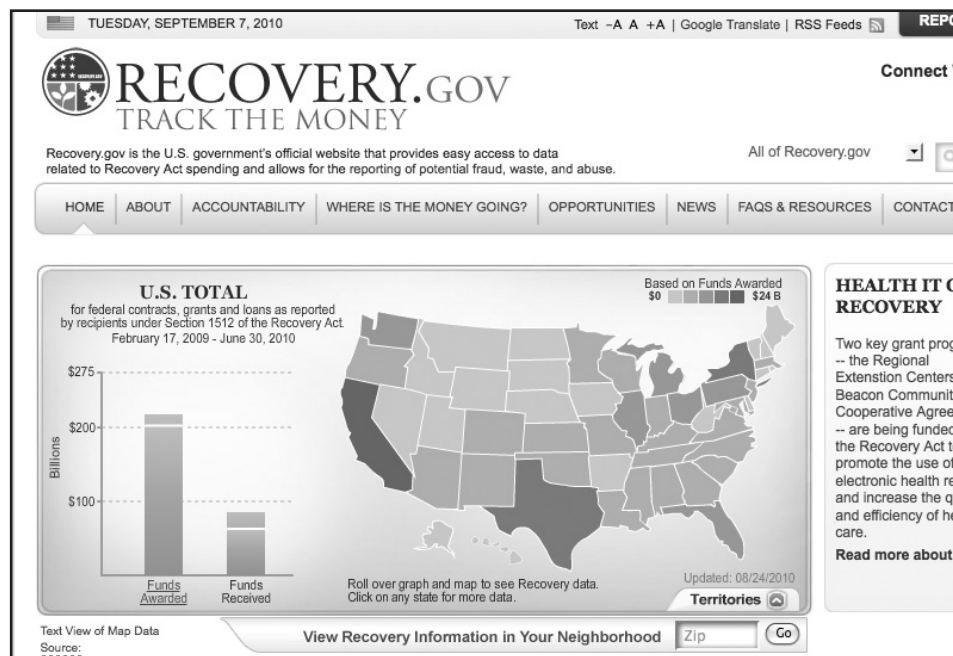 TUESDAY, SEPTEMBER 7, 2010
Text -A A +A | Google Translate | RSS Feeds
RECOVERY.GOV
TRACK THE MONEY
Connect
Recovery.gov is the U.S. government's official website that provides easy access to data
related to Recovery Act spending and allows for the reporting of potential fraud, waste, and abuse.
All of Recovery.gov
HOME ABOUT ACCOUNTABILITY WHERE IS THE MONEY GOING? OPPORTUNITIES NEWS FAQS & RESOURCES CONTACT
U.S. TOTAL
for federal contracts, grants and loans as reported
by recipients under Section 1512 of the Recovery Act.
February 17, 2009 - June 30, 2010
Based on Funds Awarded
$0 $24 B
$275
$200
$100
Billions
Funds
Awarded
Funds
Received
Roll over graph and map to see Recovery data.
Click on any state for more data.
Updated: 08/24/2010
Territories
HEALTH IT
RECOVERY
Two key grant
-- the Regional
Extenstion Centers
Beacon
Cooperative
-- are being funded
the Recovery Act
promote the use of
electronic health
and increase the
and efficiency of
care.
Read more about
Text View of Map Data
Source:
View Recovery Information in Your Neighborhood Zip Go